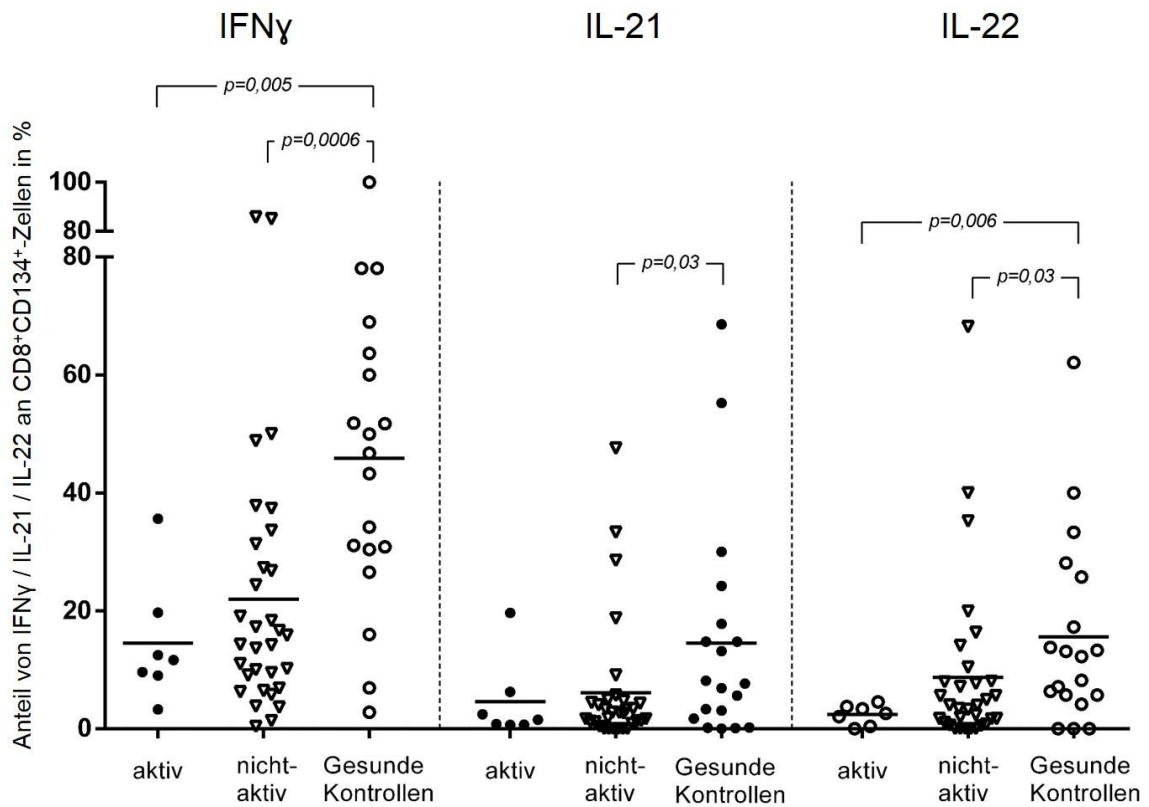 IFNɣ
IL-21
IL-22
p=0,005
p=0,0006
p=0,03
p=0,006
p=0,03
Anteil von IFNγ / IL-21 / IL-22 an CD8⁺CD134⁺-Zellen in %
100
80
80
60
40
20
0
aktiv
nicht-
aktiv
Gesunde
Kontrollen
aktiv
nicht-
aktiv
Gesunde
Kontrollen
aktiv
nicht-
aktiv
Gesunde
Kontrollen